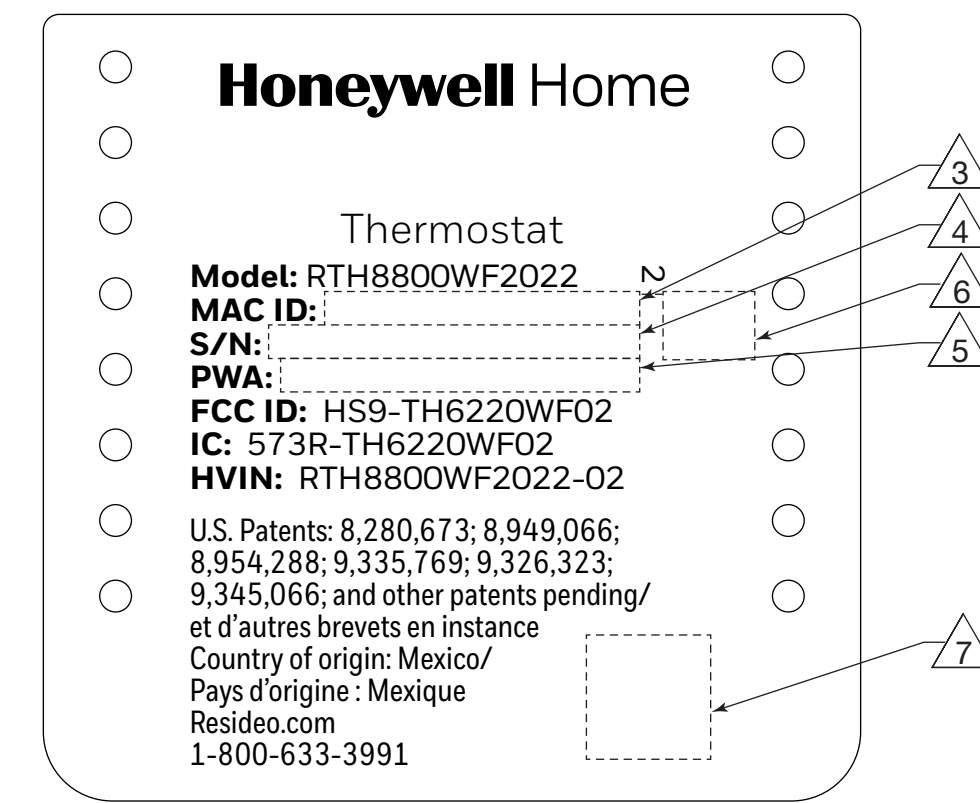 Honeywell Home
Thermostat
Model: RTH8800WF2022
2
MAC ID:
S/N:
PWA:
FCC ID: HS9-TH6220WF02
IC: 573R-TH6220WF02
HVIN: RTH8800WF2022-02
U.S. Patents: 8,280,673; 8,949,066;
8,954,288; 9,335,769; 9,326,323;
9,345,066; and other patents pending/
et d’autres brevets en instance
Country of origin: Mexico/
Pays d’origine : Mexique
Resideo.com
1-800-633-3991
3
4
6
5
7